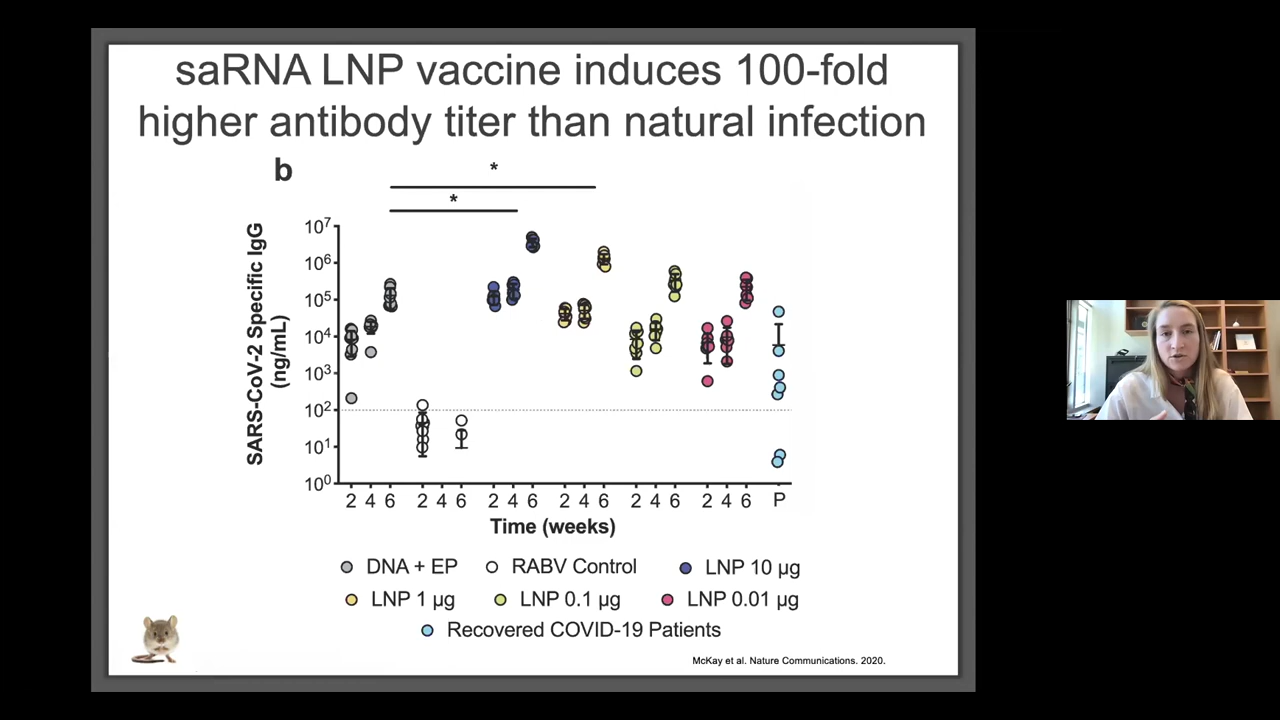 saRNA LNP vaccine induces 100-fold
higher antibody titer than natural infection
b
*
*
SARS-CoV-2 Specific IgG
(ng/mL)
10⁷
10⁶
10⁵
10⁴
10³
10²
10¹
10⁰
2 4 6 2 4 6 2 4 6 2 4 6 2 4 6 2 4 6 P
Time (weeks)
DNA + EP RABV Control LNP 10 µg
LNP 1 µg LNP 0.1 µg LNP 0.01 µg
Recovered COVID-19 Patients
McKay et al. Nature Communications. 2020.